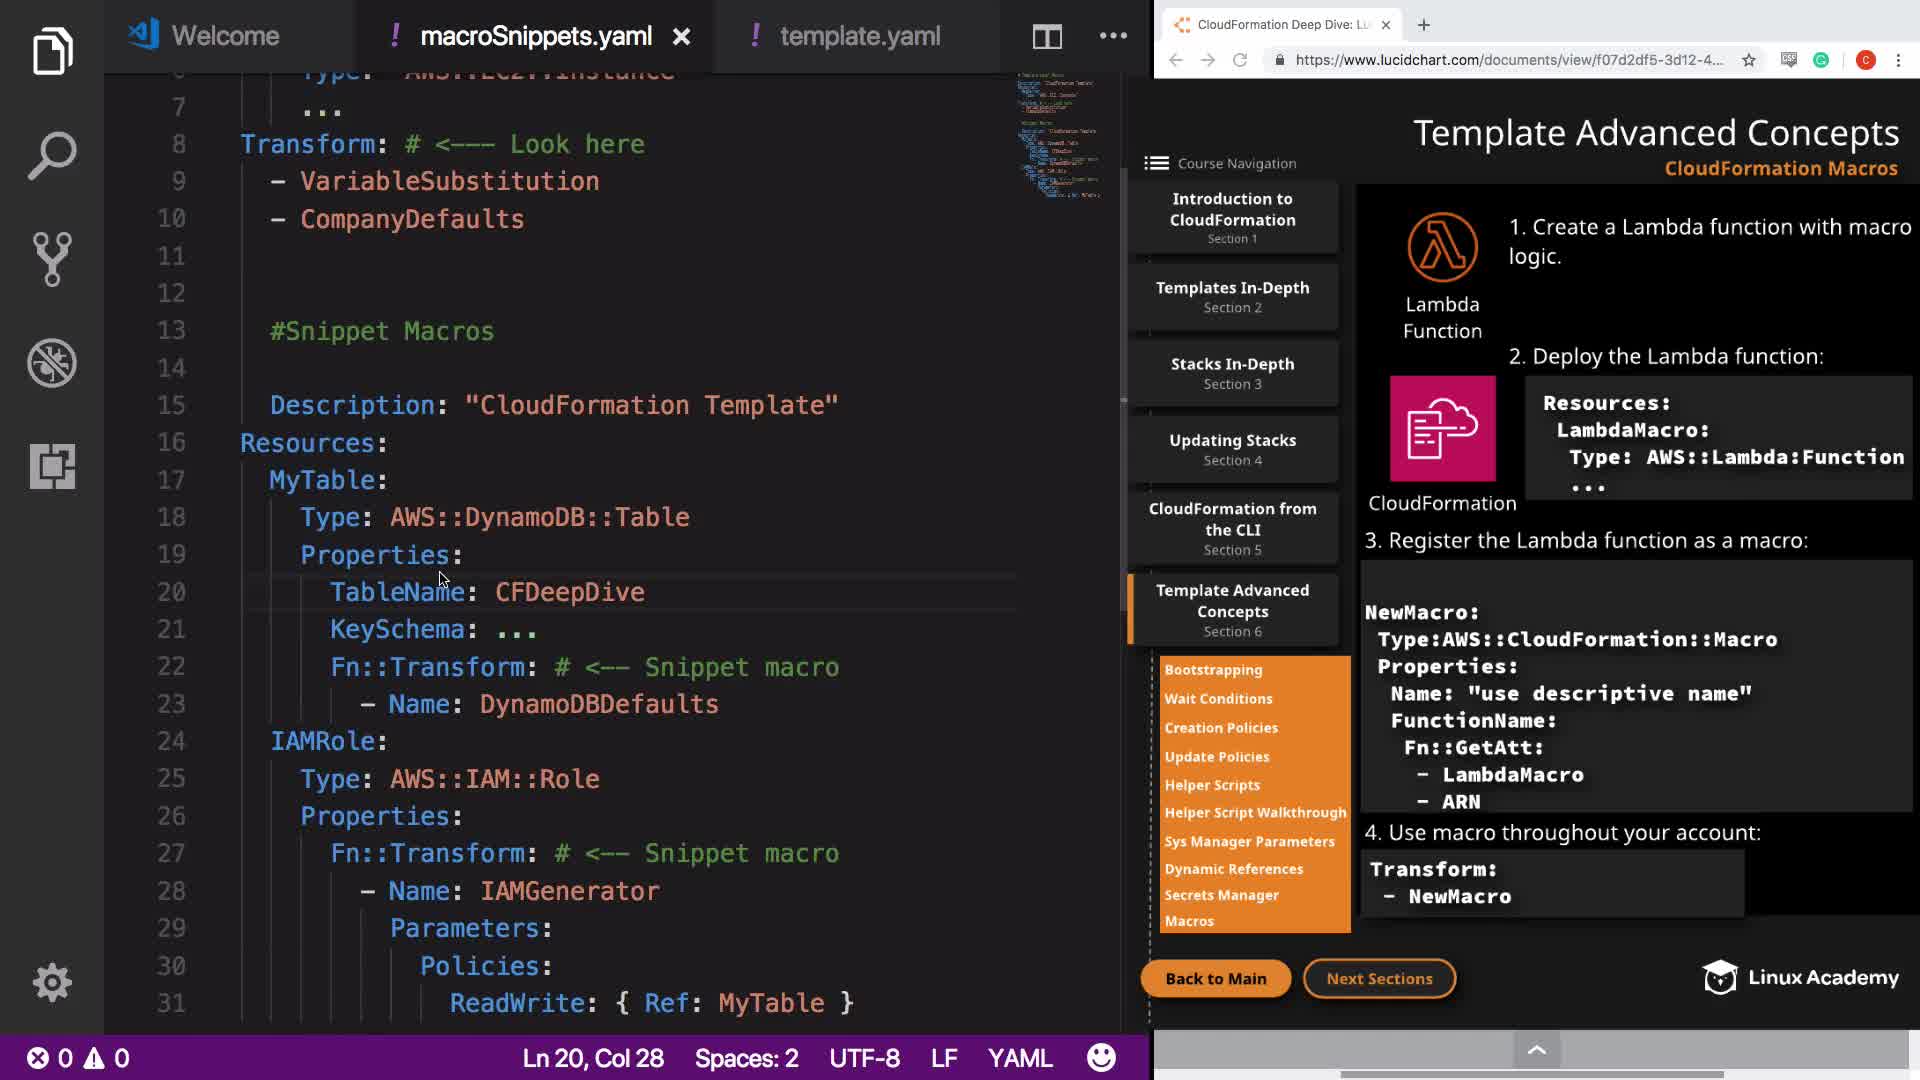 Welcome
! macroSnippets.yaml
! template.yaml
Type: AWS::EC2::Instance
7 ...
8 Transform: # <--- Look here
9 - VariableSubstitution
10 - CompanyDefaults
11
12
13 #Snippet Macros
14
15 Description: "CloudFormation Template"
16 Resources:
17 MyTable:
18 Type: AWS::DynamoDB::Table
19 Properties:
20 TableName: CFDeepDive
21 KeySchema: ...
22 Fn::Transform: # <-- Snippet macro
23 - Name: DynamoDBDefaults
24 IAMRole:
25 Type: AWS::IAM::Role
26 Properties:
27 Fn::Transform: # <-- Snippet macro
28 - Name: IAMGenerator
29 Parameters:
30 Policies:
31 ReadWrite: { Ref: MyTable }
0 0 Ln 20, Col 28 Spaces: 2 UTF-8 LF YAML
CloudFormation Deep Dive: Lu
https://www.lucidchart.com/documents/view/f07d2df5-3d12-4...
C
Template Advanced Concepts
CloudFormation Macros
Course Navigation
Introduction to
CloudFormation
Section 1
Templates In-Depth
Section 2
Stacks In-Depth
Section 3
Updating Stacks
Section 4
CloudFormation from
the CLI
Section 5
Template Advanced
Concepts
Section 6
Bootstrapping
Wait Conditions
Creation Policies
Update Policies
Helper Scripts
Helper Script Walkthrough
Sys Manager Parameters
Dynamic References
Secrets Manager
Macros
Back to Main
Next Sections
Lambda
Function
1. Create a Lambda function with macro
logic.
2. Deploy the Lambda function:
CloudFormation
Resources:
LambdaMacro:
Type: AWS::Lambda:Function
...
3. Register the Lambda function as a macro:
NewMacro:
Type:AWS::CloudFormation::Macro
Properties:
Name: "use descriptive name"
FunctionName:
Fn::GetAtt:
- LambdaMacro
- ARN
4. Use macro throughout your account:
Transform:
- NewMacro
Linux Academy